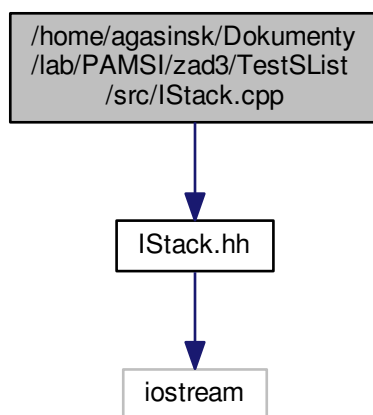 /home/agasinsk/Dokumenty
/lab/PAMSI/zad3/TestSList
/src/IStack.cpp
IStack.hh
iostream